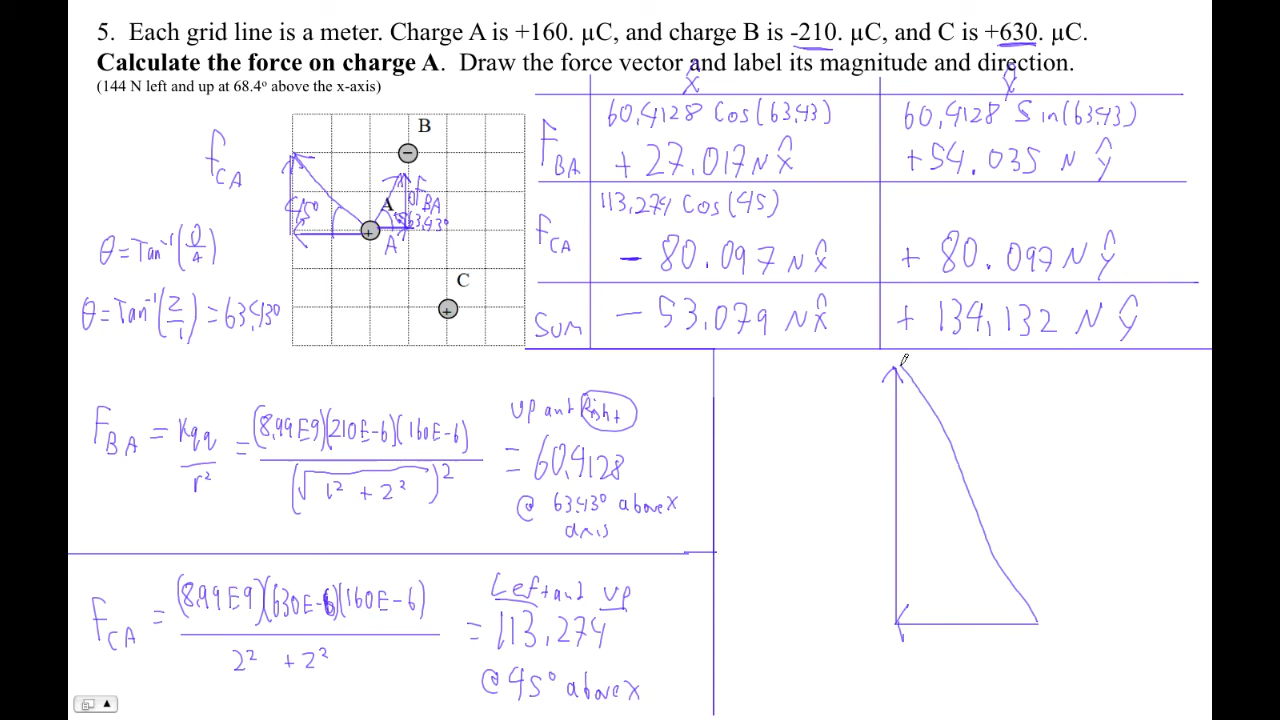 5. Each grid line is a meter. Charge A is +160. µC, and charge B is -210. µC, and C is +630. µC.
Calculate the force on charge A. Draw the force vector and label its magnitude and direction.
(144 N left and up at 68.4° above the x-axis)
x̂ ŷ
F_BA 60.4128 Cos(63.43) 60.4128 Sin(63.43)
+27.017 N x̂ +54.035 N ŷ
F_CA 113.274 Cos(45)
- 80.097 N x̂ + 80.097 N ŷ
Sum - 53.079 N x̂ + 134.132 N ŷ
F_CA
B
−
A
F_BA
45°
63.43°
+
A
C
+
θ = Tan⁻¹(O/A)
θ = Tan⁻¹(2/1) = 63.43°
F_BA = kqq/r² = (8.99E9)(210E-6)(160E-6)/(√1² + 2²)² = 60.4128
up and Right
@ 63.43° above x
axis
F_CA = (8.99E9)(630E-6)(160E-6)/2² + 2² = 113.274
Left and up
@ 45° above x